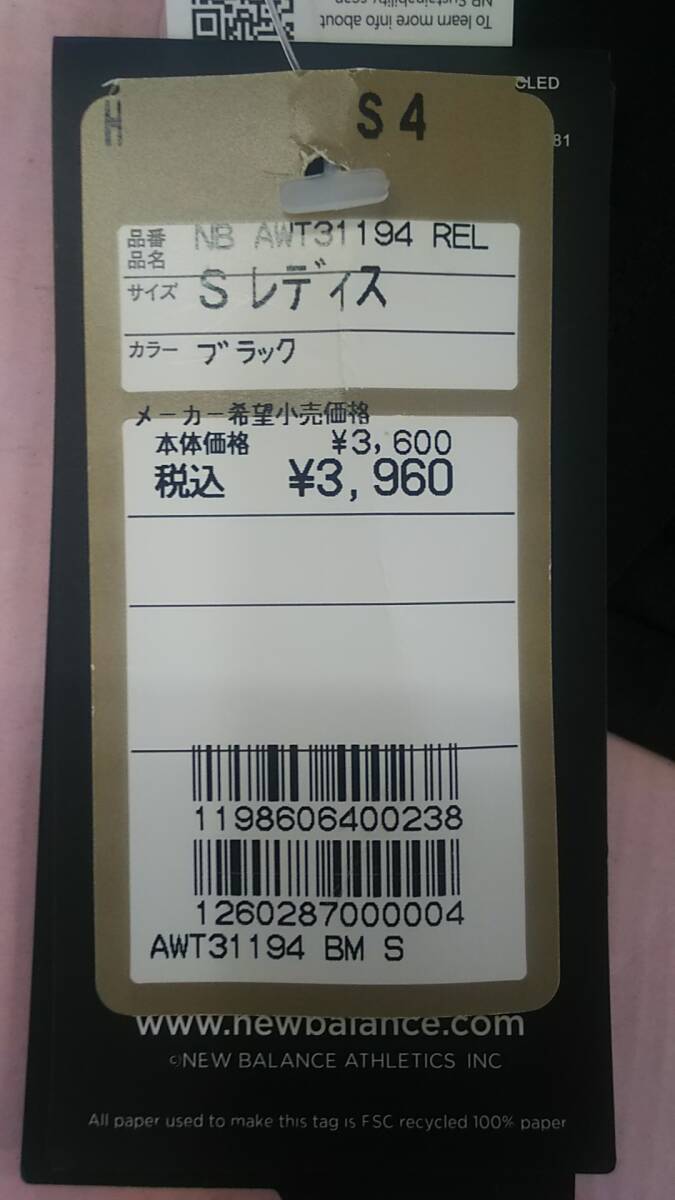 To learn more info about
NB Sustainability scan
CLED
81
S4
品番 NB AWT31194 REL
品名
サイズ S レディス
カラー ブラック
メーカー希望小売価格
本体価格 ¥3,600
税込 ¥3,960
1198606400238
1260287000004
AWT31194 BM S
www.newbalance.com
©NEW BALANCE ATHLETICS INC
All paper used to make this tag is FSC recycled 100% paper